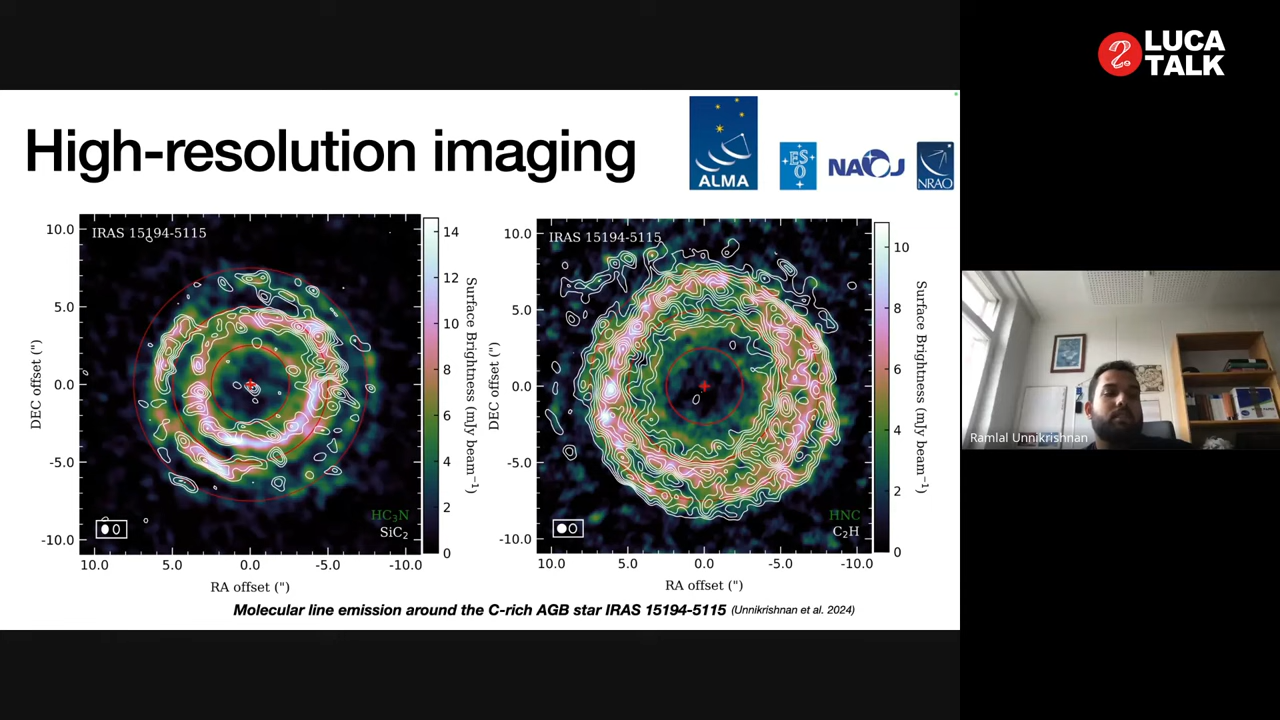 LUCA
TALK
High-resolution imaging
ALMA
ES
O
NAOJ
NRAO
IRAS 15194-5115
10.0
5.0
0.0
-5.0
-10.0
DEC offset (")
10.0
5.0
0.0
-5.0
-10.0
RA offset (")
HC₃N
SiC₂
14
12
10
8
6
4
2
0
Surface Brightness (mJy beam⁻¹)
IRAS 15194-5115
10.0
5.0
0.0
-5.0
-10.0
DEC offset (")
10.0
5.0
0.0
-5.0
-10.0
RA offset (")
HNC
C₂H
10
8
6
4
2
0
Surface Brightness (mJy beam⁻¹)
Molecular line emission around the C-rich AGB star IRAS 15194-5115 (Unnikrishnan et al. 2024)
Ramlal Unnikrishnan